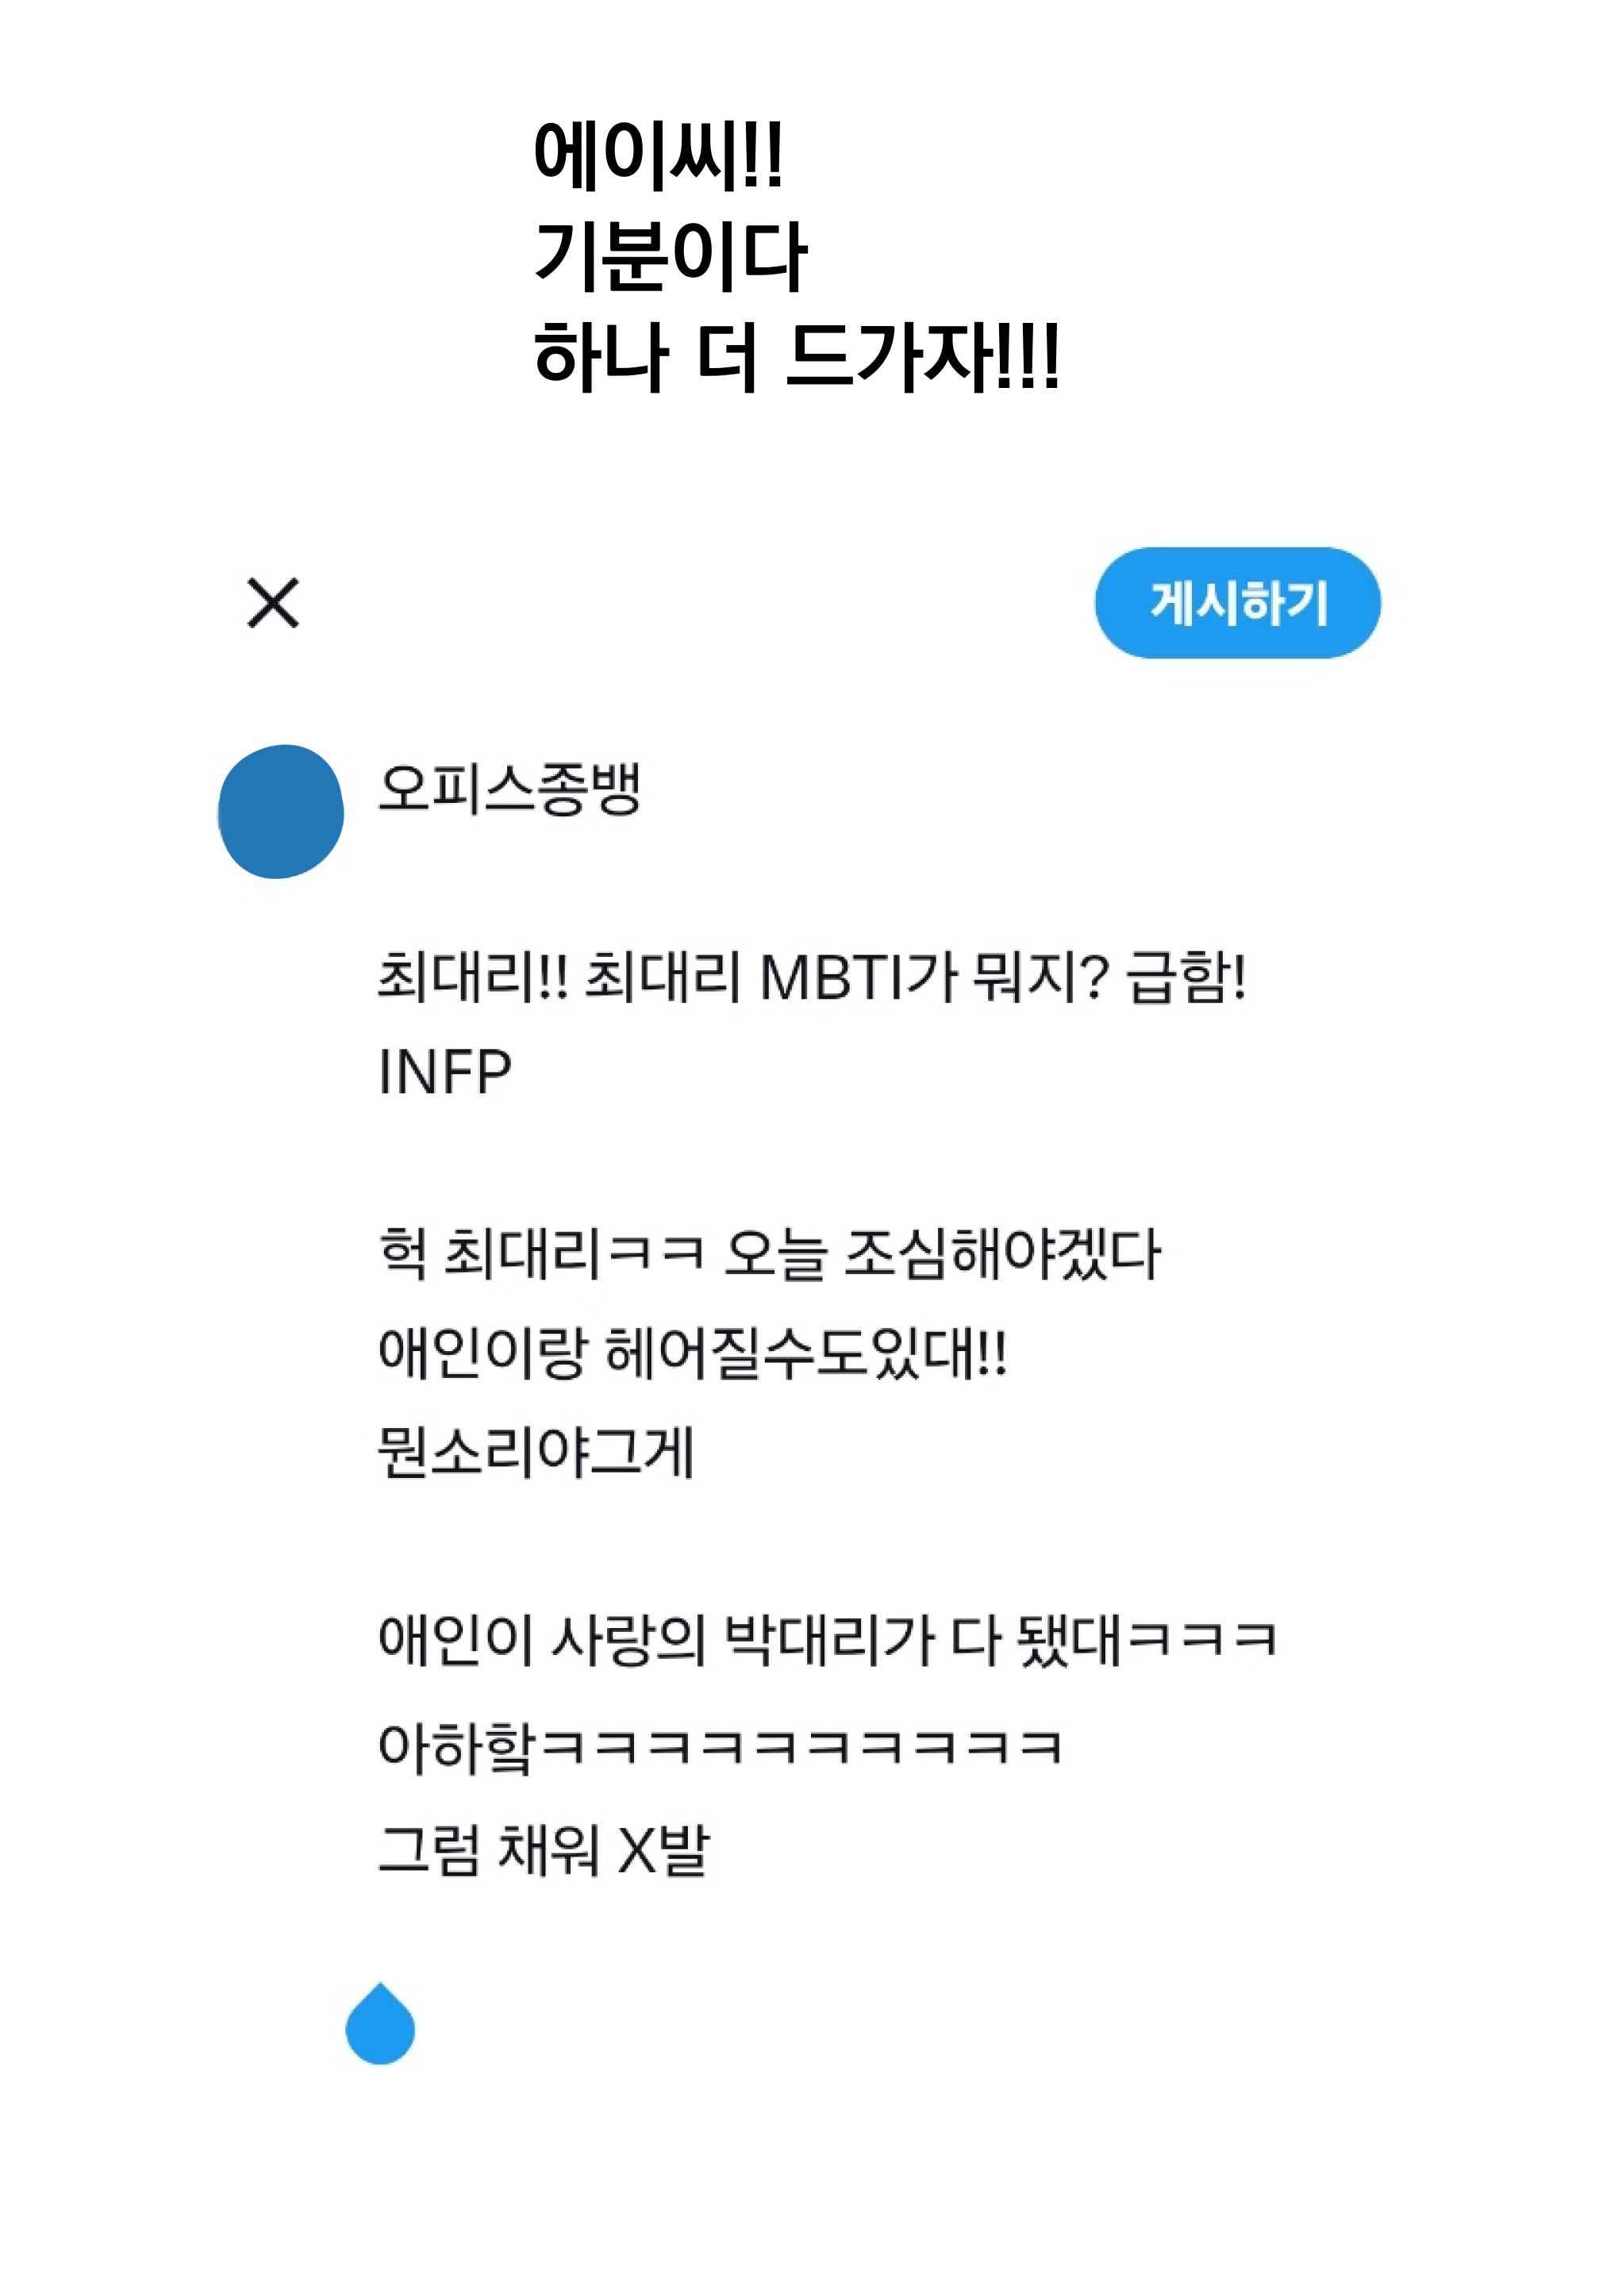 에이씨!!
기분이다
하나 더 드가자!!!
게시하기
오피스종뱅
최대리!! 최대리 MBTI가 뭐지? 급함!
INFP
헉 최대리ㅋㅋ 오늘 조심해야겠다
애인이랑 헤어질수도있대!!
뭔소리야그게
애인이 사랑의 박대리가 다 됐대ㅋㅋㅋ
아하핰ㅋㅋㅋㅋㅋㅋㅋㅋㅋㅋ
그럼 채워 X발